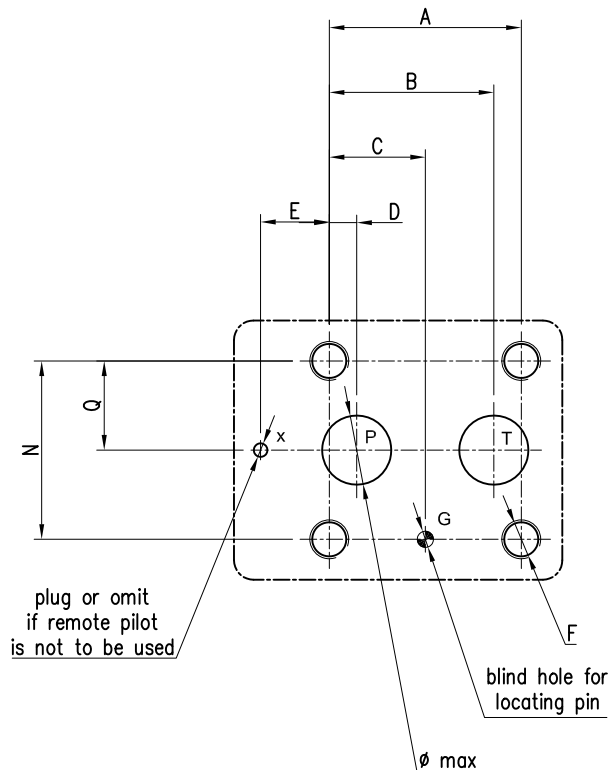 A
B
C
E
D
Q
N
x
P
T
G
F
plug or omit
if remote pilot
is not to be used
blind hole for
locating pin
ø max